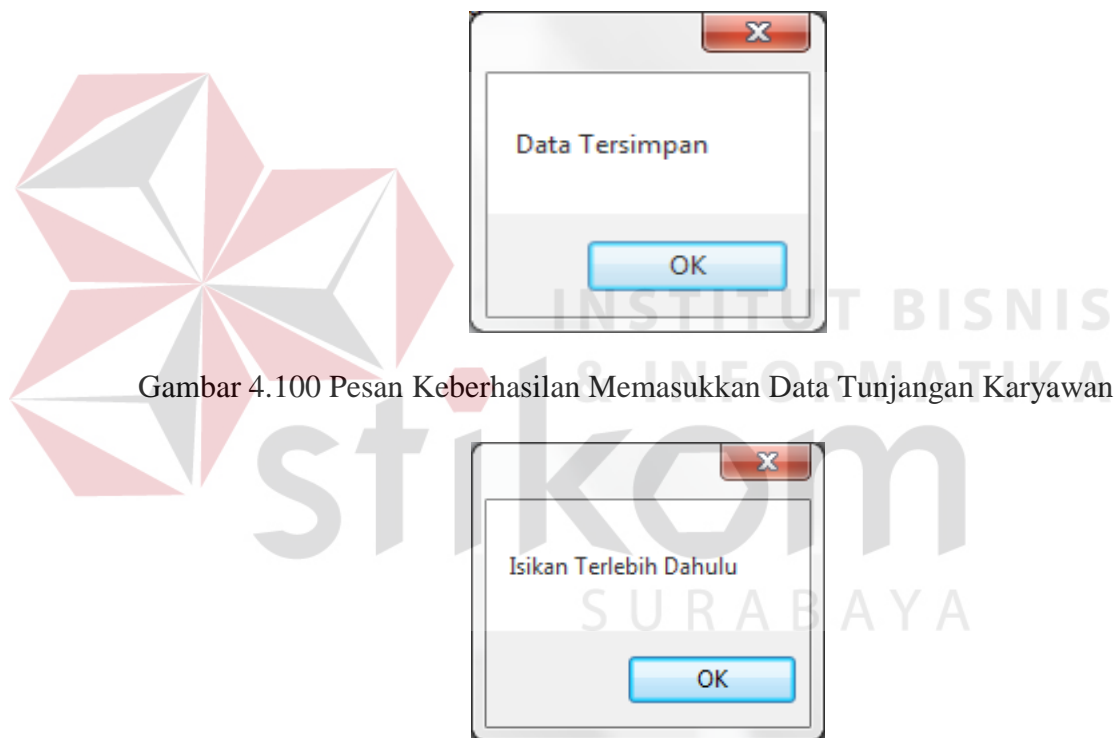 Data Tersimpan
OK
INSTITUT BISNIS
Gambar 4.100 Pesan Keberhasilan Memasukkan Data Tunjangan Karyawan
& INFORMATIKA
stikom
Isikan Terlebih Dahulu
SURABAYA
OK